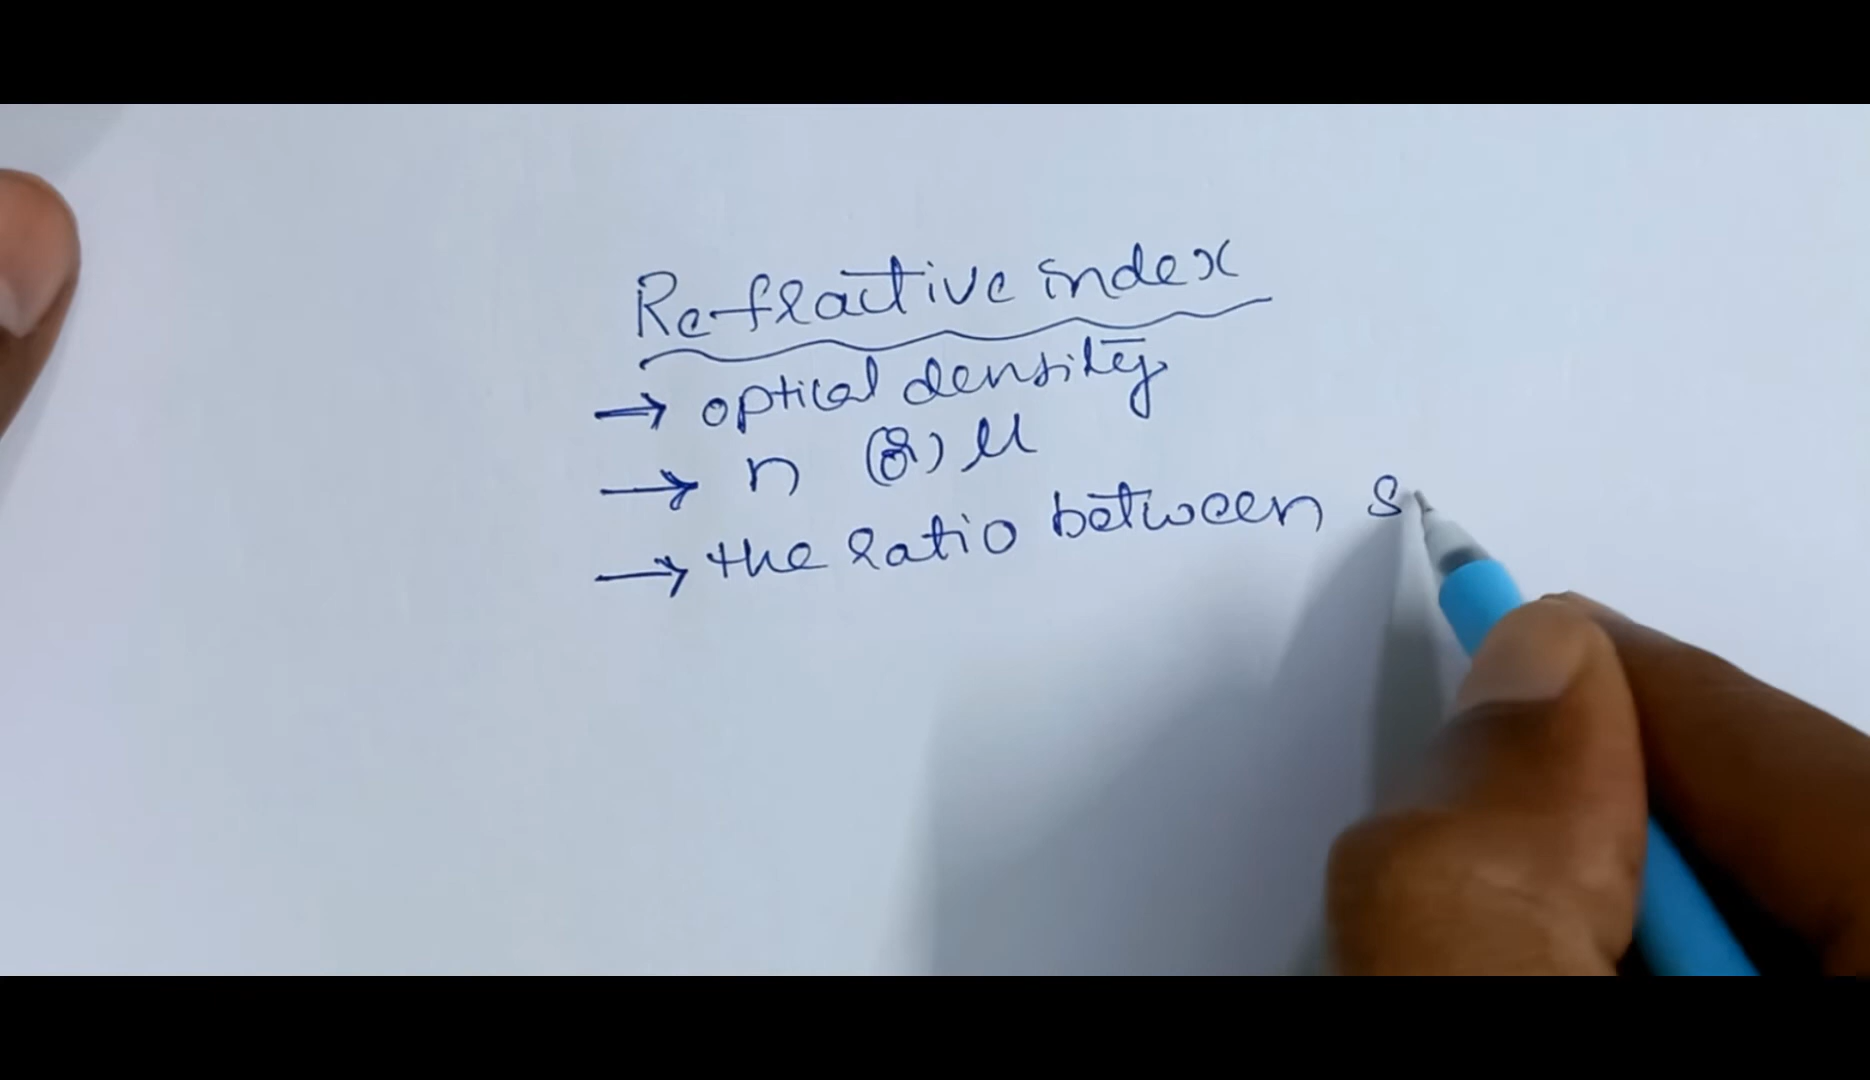 Refractive index
→ optical density
→ n (or) μ
→ the ratio between s